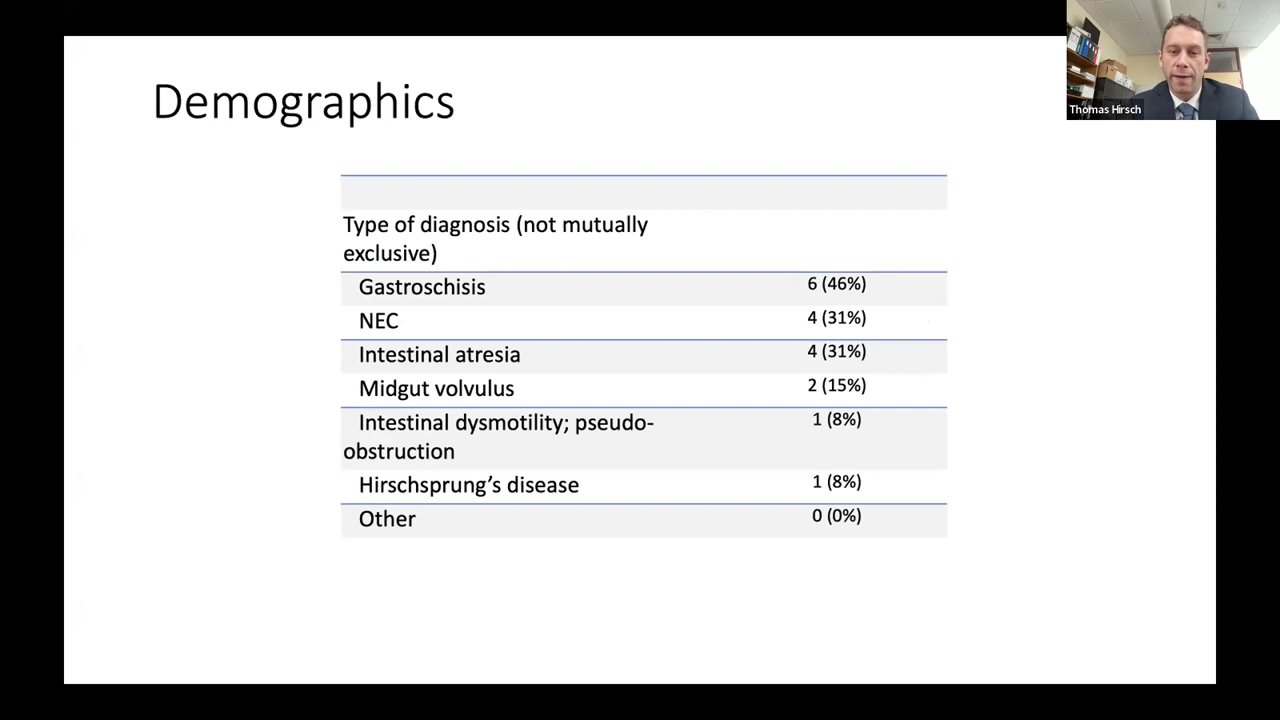 Demographics
Thomas Hirsch
Type of diagnosis (not mutually
exclusive)
Gastroschisis 6 (46%)
NEC 4 (31%)
Intestinal atresia 4 (31%)
Midgut volvulus 2 (15%)
Intestinal dysmotility; pseudo- 1 (8%)
obstruction
Hirschsprung’s disease 1 (8%)
Other 0 (0%)